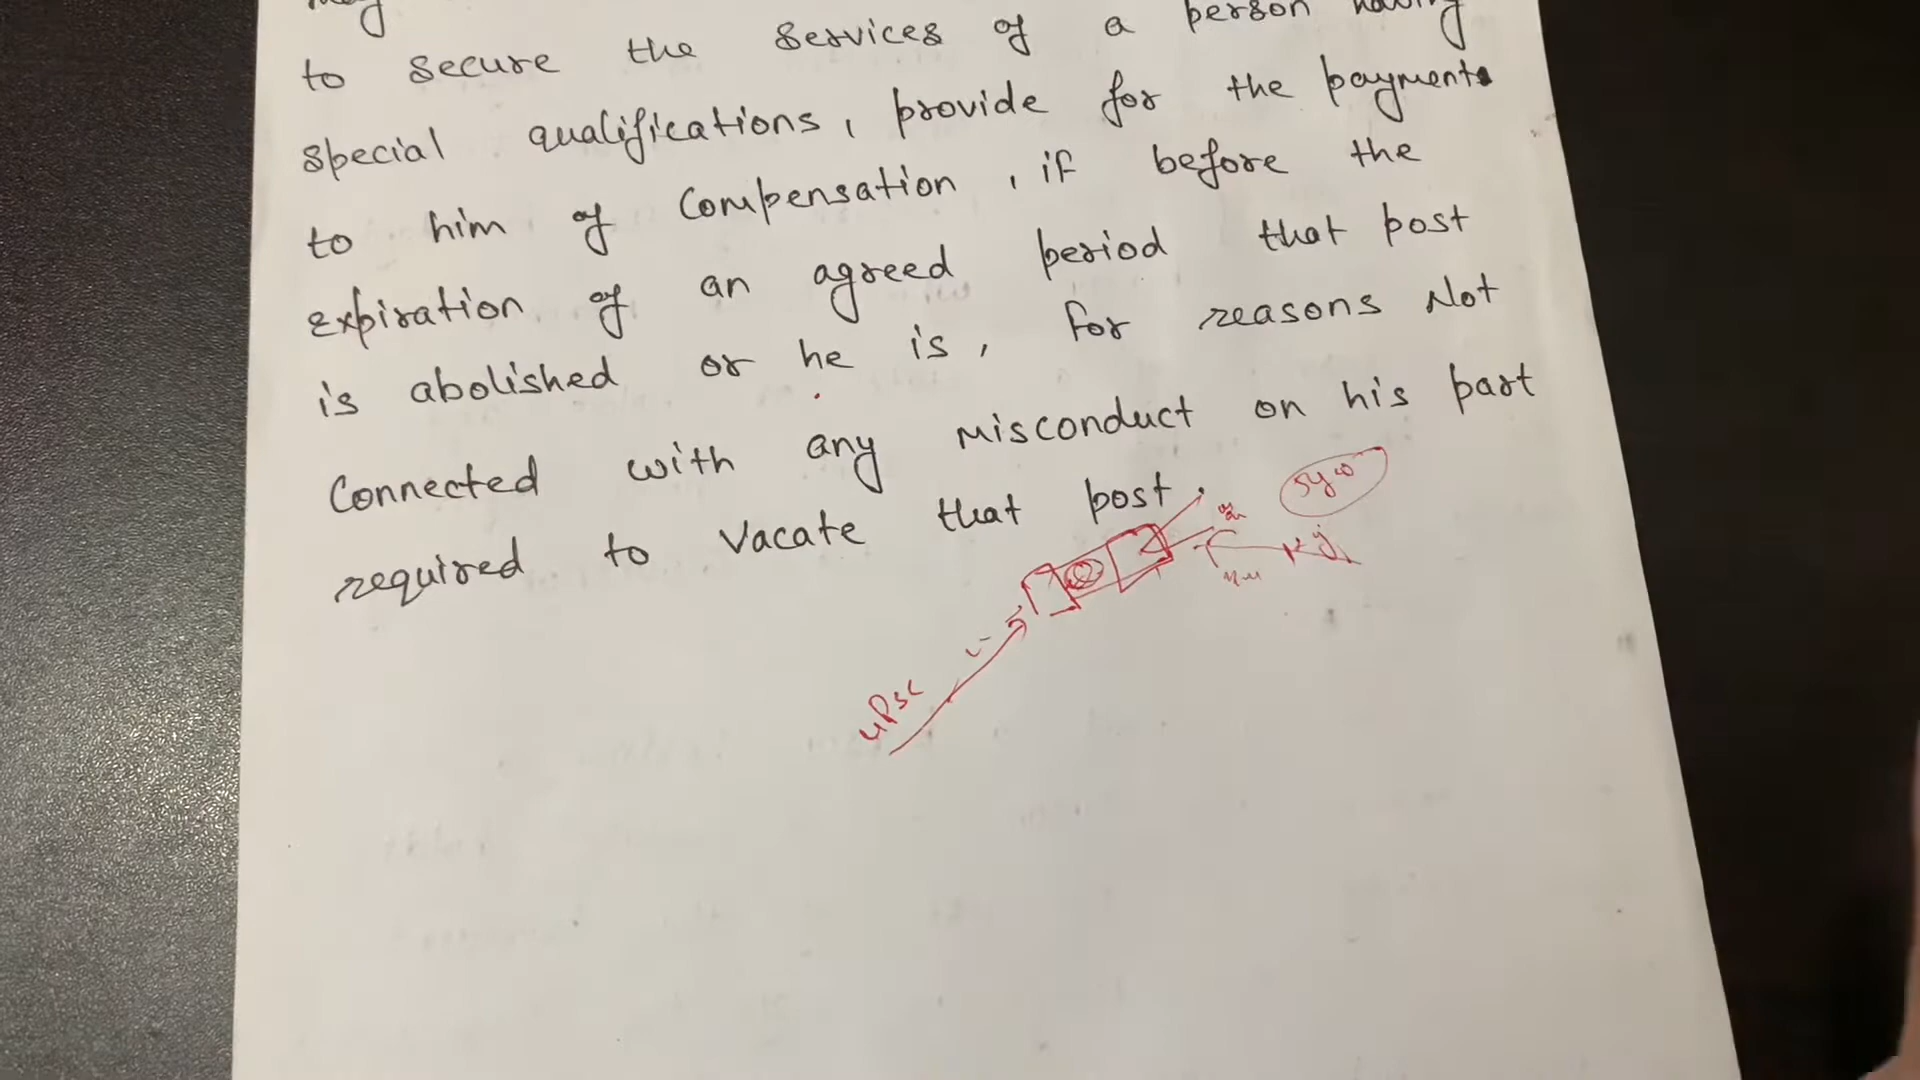 may
to secure the services of a person having
special qualifications, provide for the payments
to him of Compensation, if before the
expiration of an agreed period that post
is abolished or he is, for reasons Not
Connected with any misconduct on his part
required to vacate that post.
UPSC